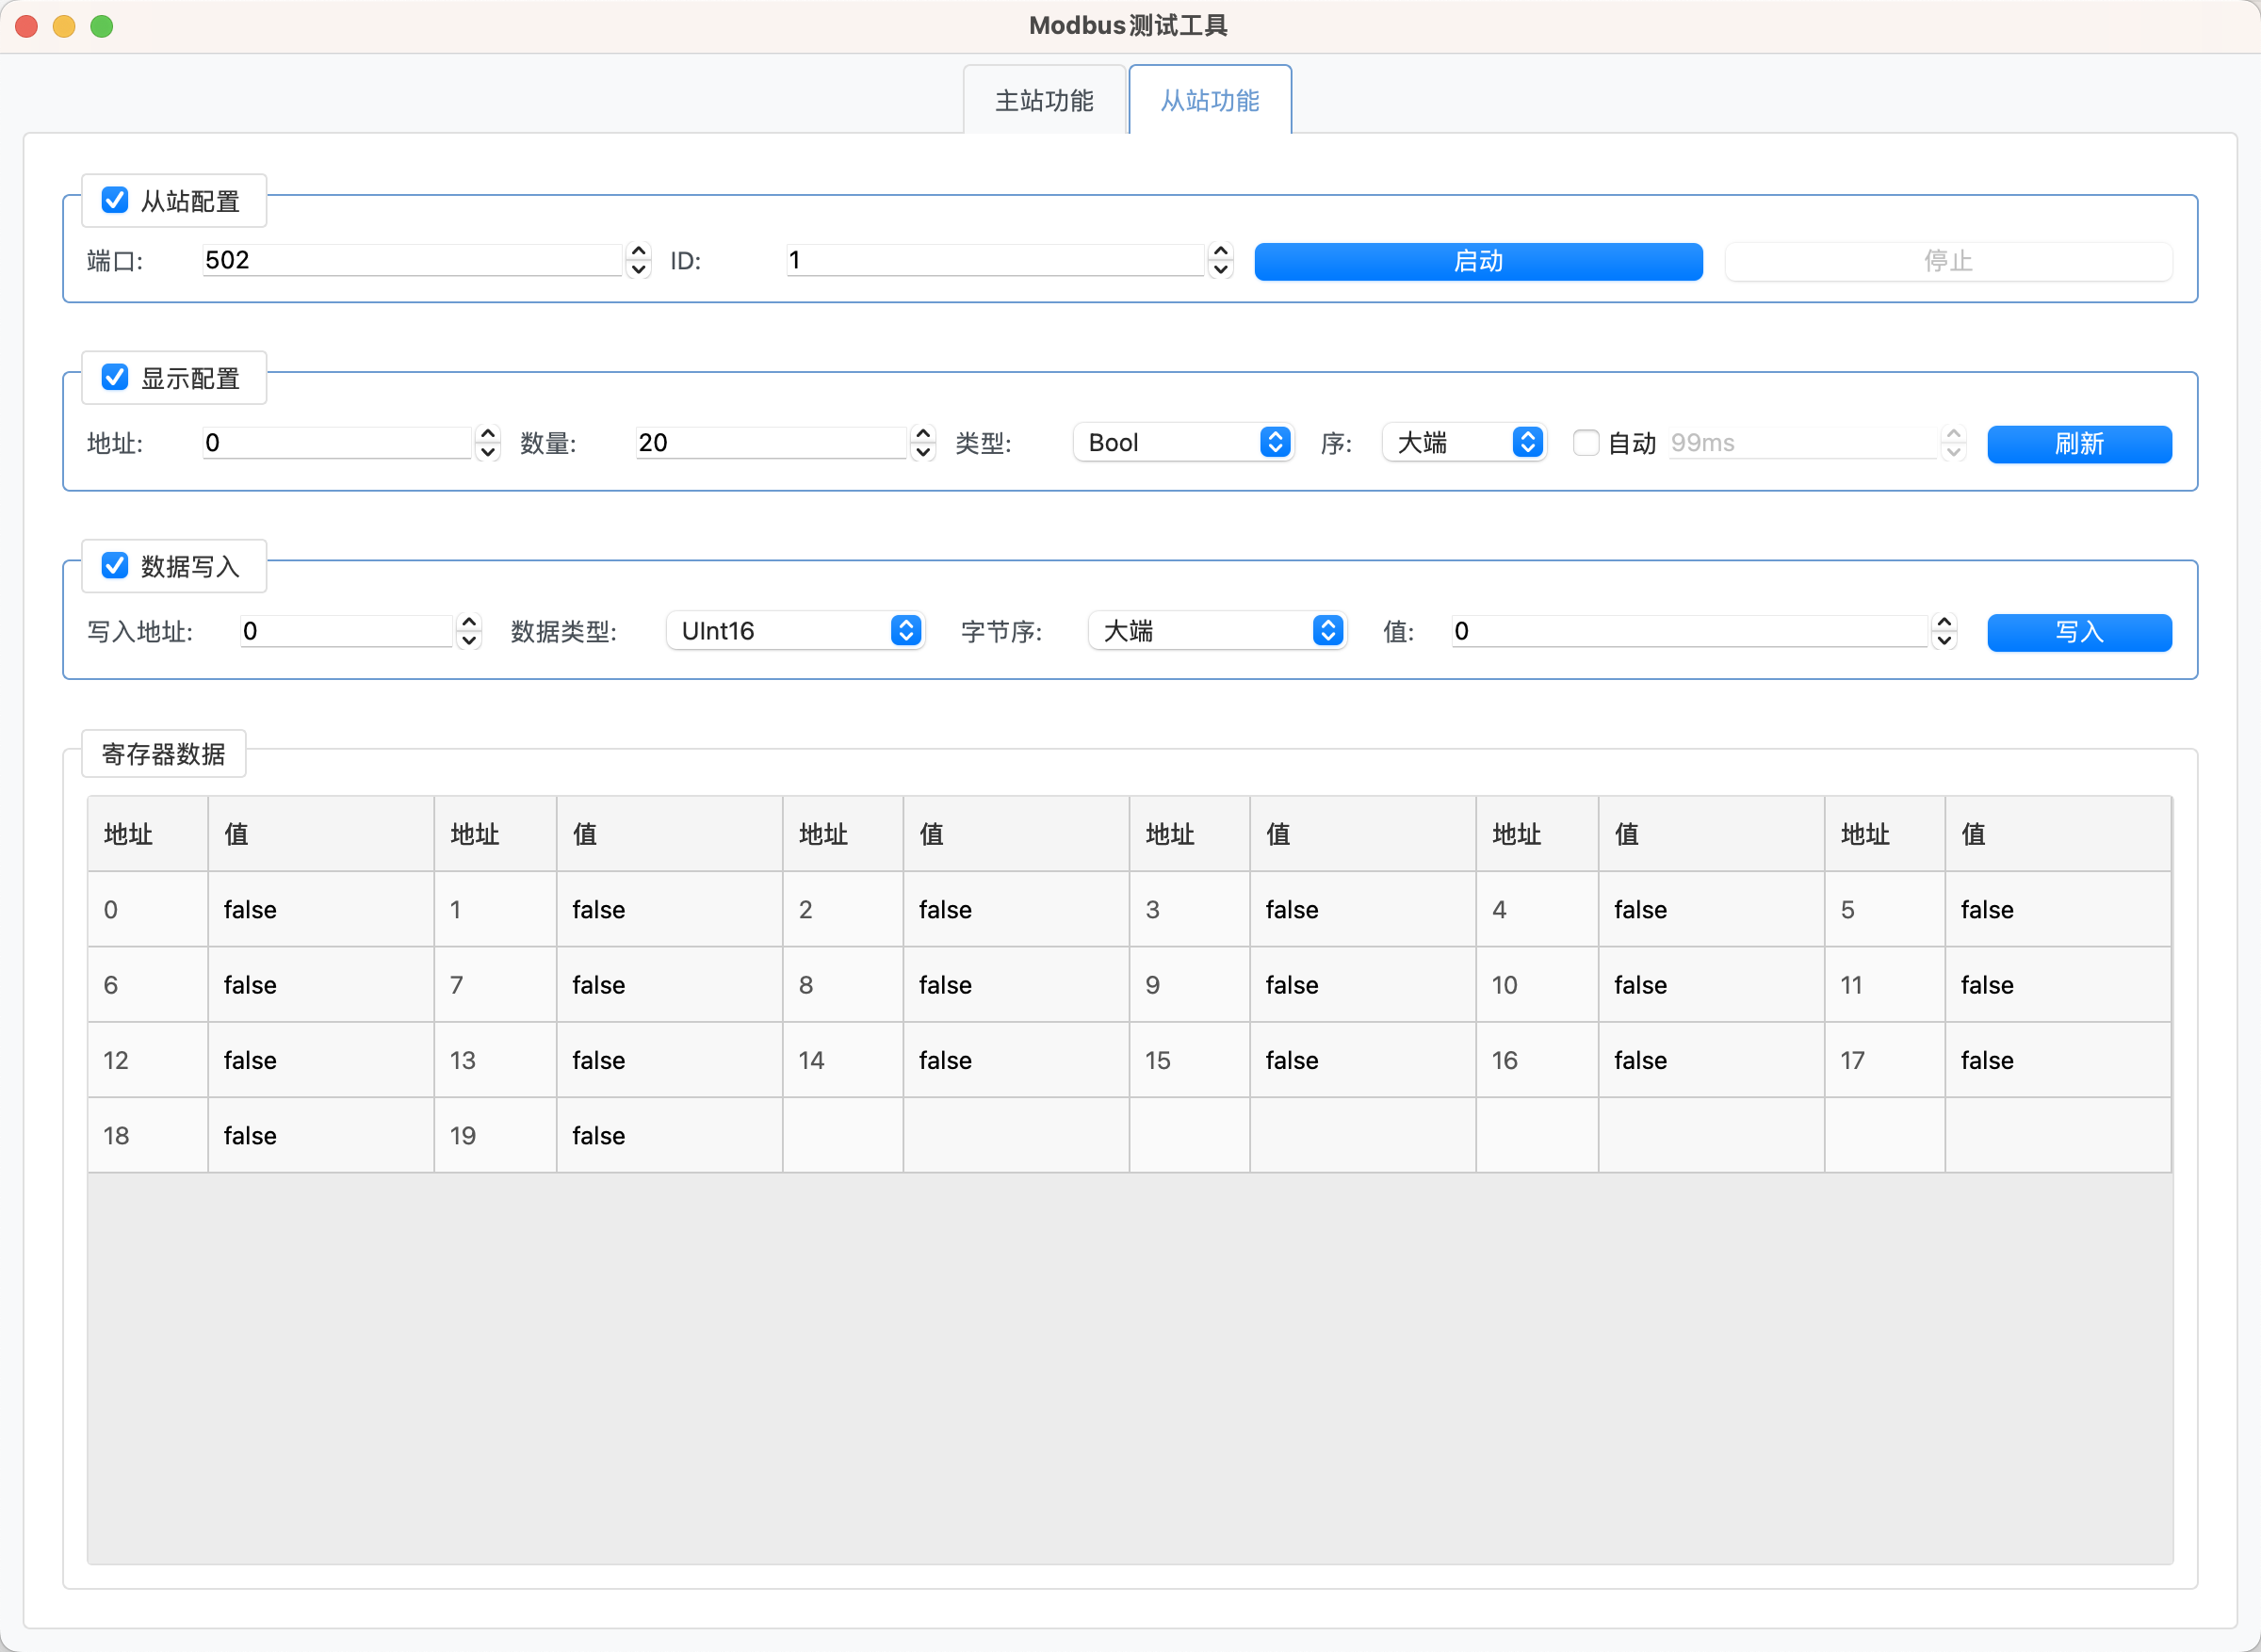 Modbus测试工具
主站功能 从站功能
从站配置
端口: 502 ID: 1 启动 停止
显示配置
地址: 0 数量: 20 类型: Bool 序: 大端 自动 99ms 刷新
数据写入
写入地址: 0 数据类型: UInt16 字节序: 大端 值: 0 写入
寄存器数据
地址 值 地址 值 地址 值 地址 值 地址 值 地址 值
0 false 1 false 2 false 3 false 4 false 5 false
6 false 7 false 8 false 9 false 10 false 11 false
12 false 13 false 14 false 15 false 16 false 17 false
18 false 19 false